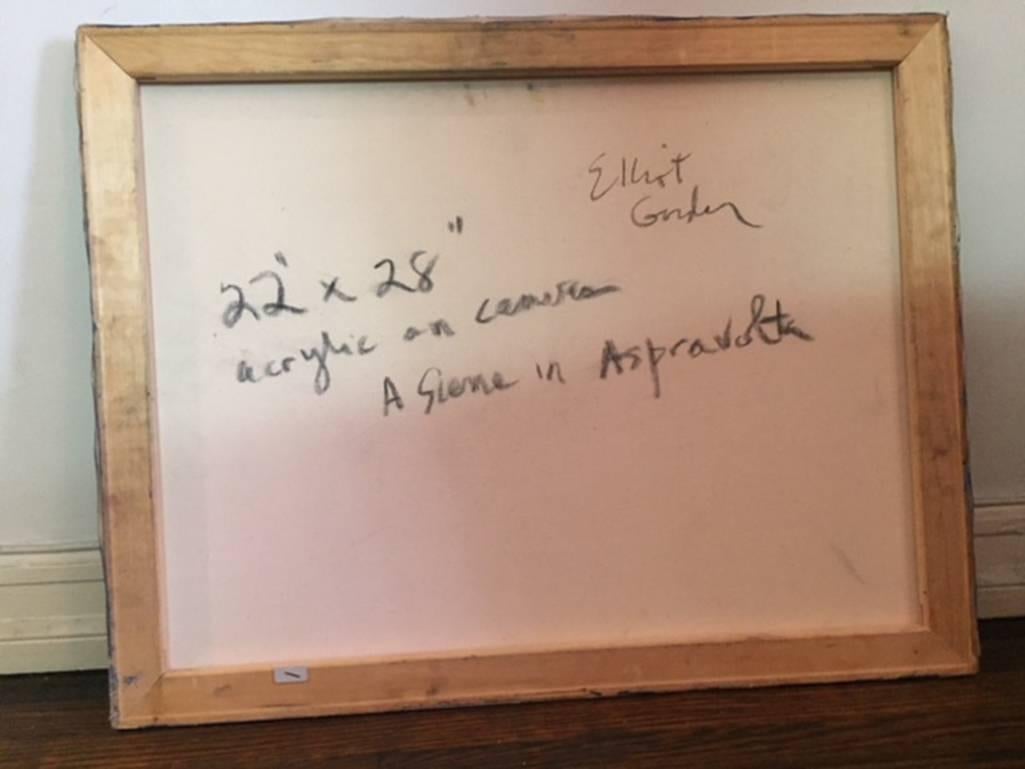 Elliot
Gordon
22" x 28"
acrylic on canvas
A Scene in Aspravolta